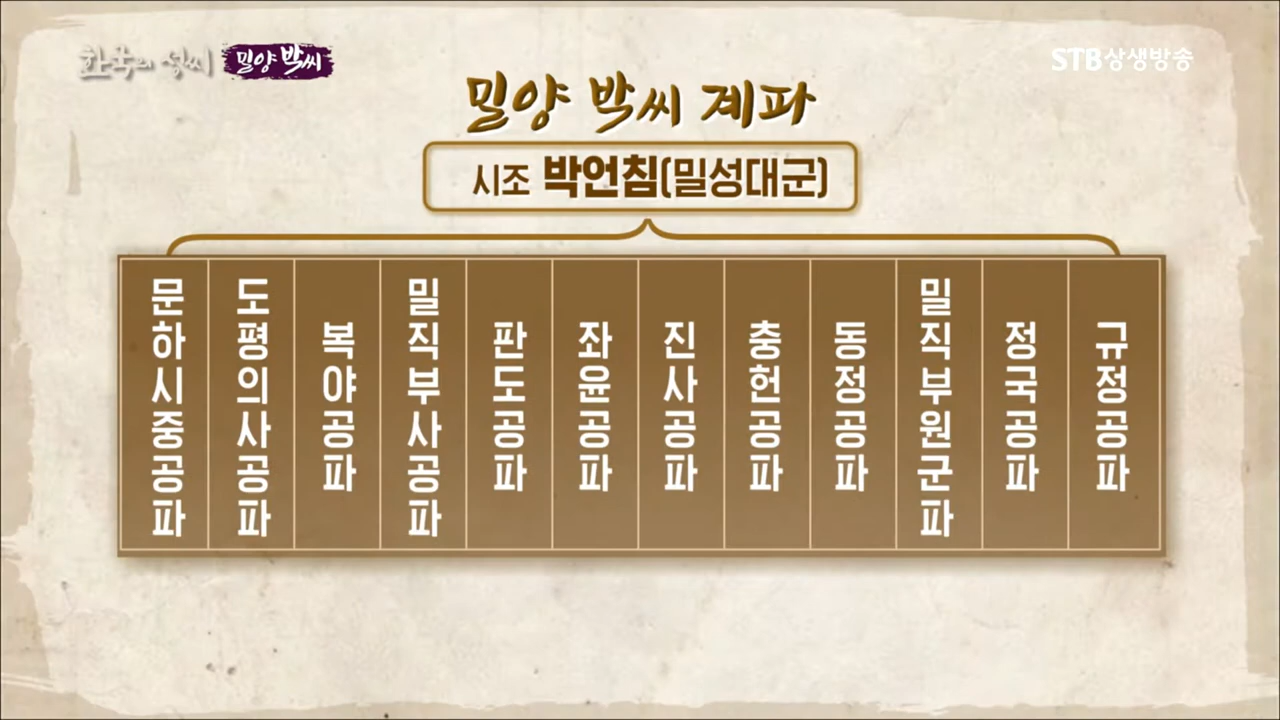 한국의 성씨 밀양 박씨
STB상생방송
밀양 박씨 계파
시조 박언침(밀성대군)
문하시중공파
도평의사공파
복야공파
밀직부사공파
판도공파
좌윤공파
진사공파
충헌공파
동정공파
밀직부원군파
정국공파
규정공파